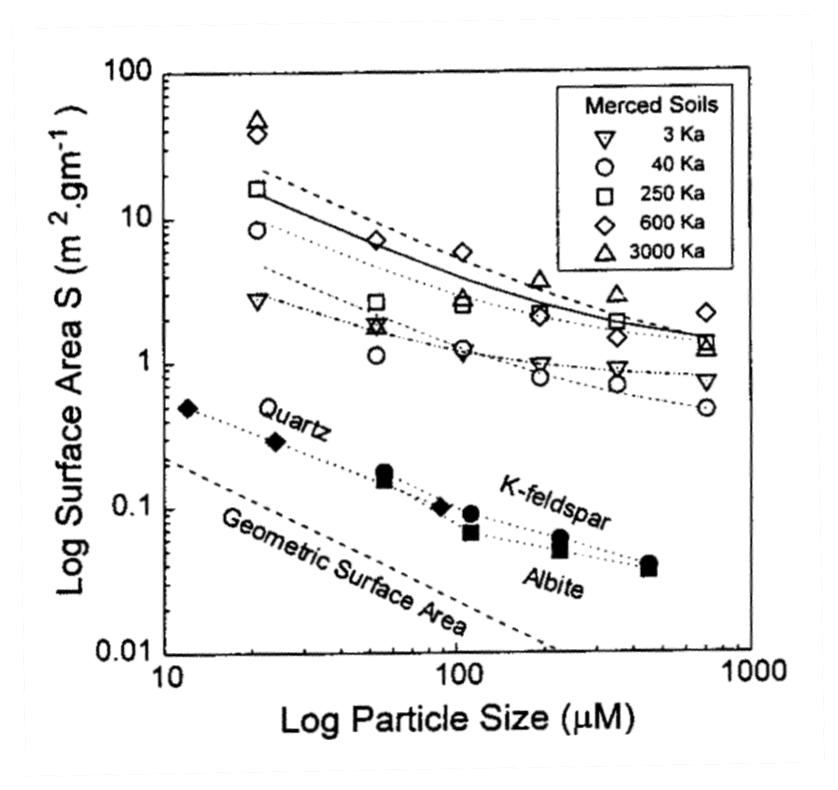 Log Surface Area S (m².gm⁻¹)
100
10
1
0.1
0.01
Merced Soils
3 Ka
40 Ka
250 Ka
600 Ka
3000 Ka
Quartz
K-feldspar
Albite
Geometric Surface Area
10
100
1000
Log Particle Size (μM)